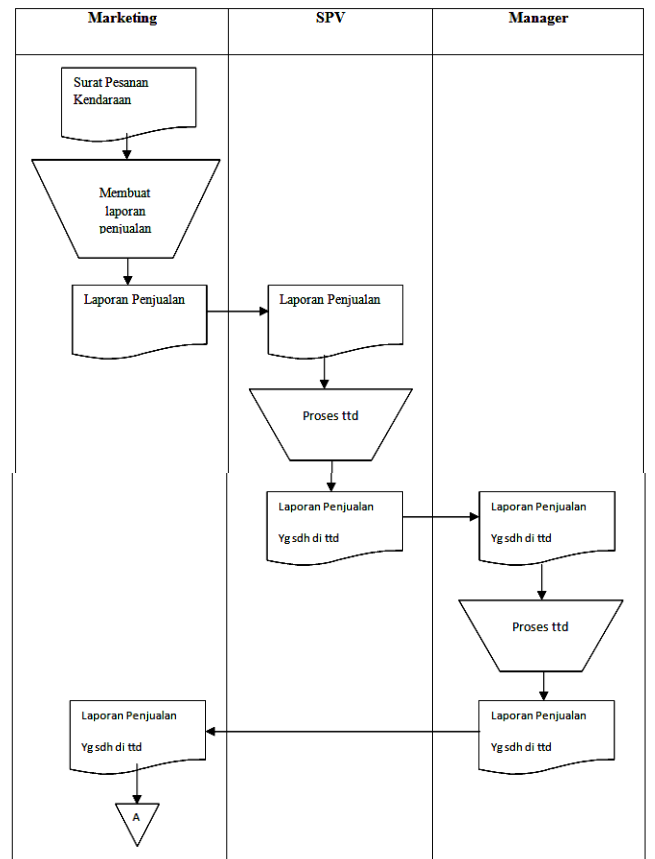 Marketing
SPV
Manager
Surat Pesanan
Kendaraan
Membuat
laporan
penjualan
Laporan Penjualan
Laporan Penjualan
Proses ttd
Laporan Penjualan
Yg sdh di ttd
Laporan Penjualan
Yg sdh di ttd
Proses ttd
Laporan Penjualan
Yg sdh di ttd
Laporan Penjualan
Yg sdh di ttd
A